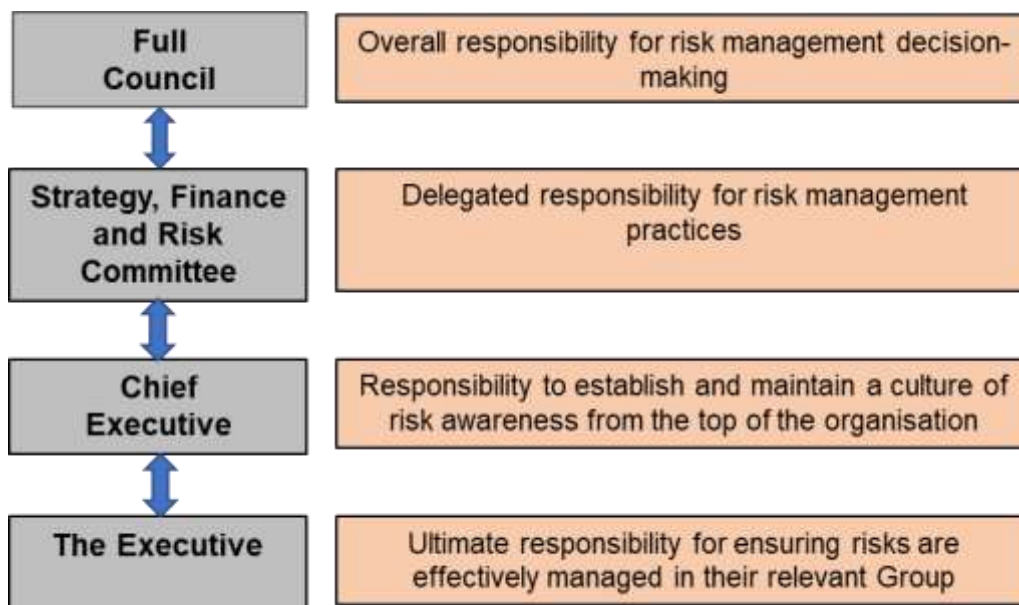 Full
Council
Overall responsibility for risk management decision-
making
Strategy, Finance
and Risk
Committee
Delegated responsibility for risk management
practices
Chief
Executive
Responsibility to establish and maintain a culture of
risk awareness from the top of the organisation
The Executive
Ultimate responsibility for ensuring risks are
effectively managed in their relevant Group